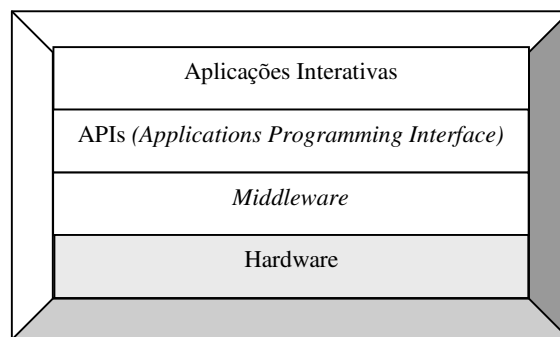 Aplicações Interativas
APIs (Applications Programming Interface)
Middleware
Hardware